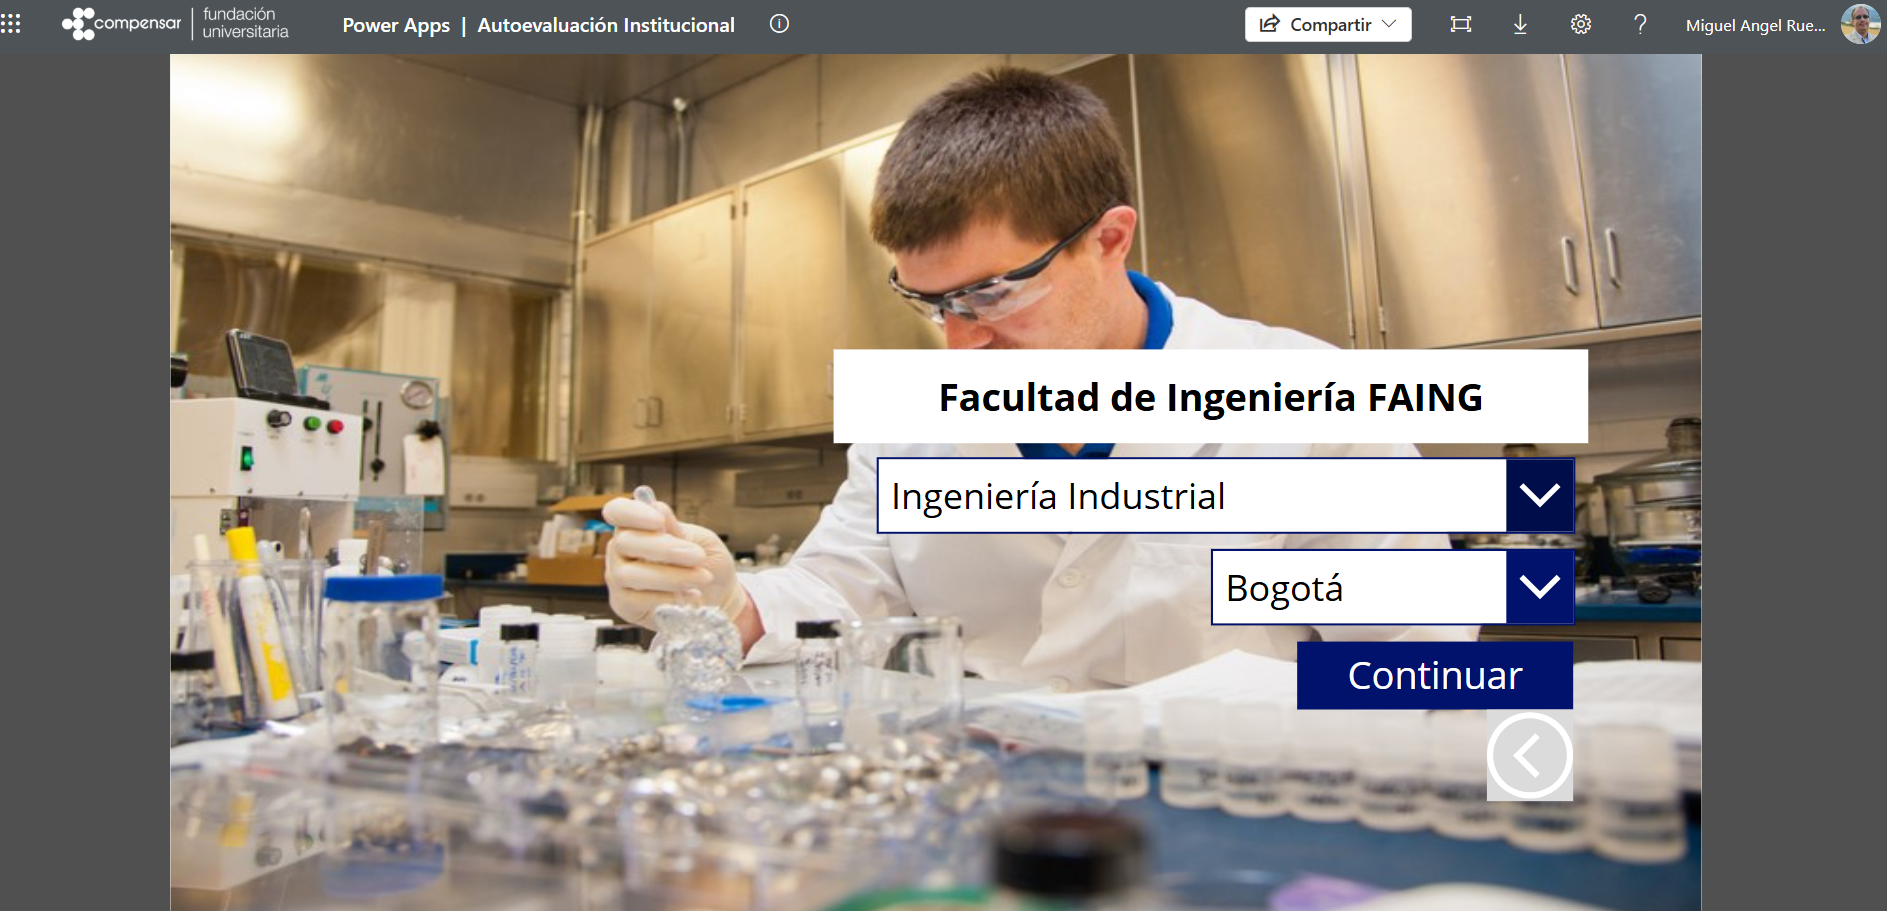 compensar
fundación
universitaria
Power Apps | Autoevaluación Institucional
Compartir
Miguel Angel Rue...
Facultad de Ingeniería FAING
Ingeniería Industrial
Bogotá
Continuar